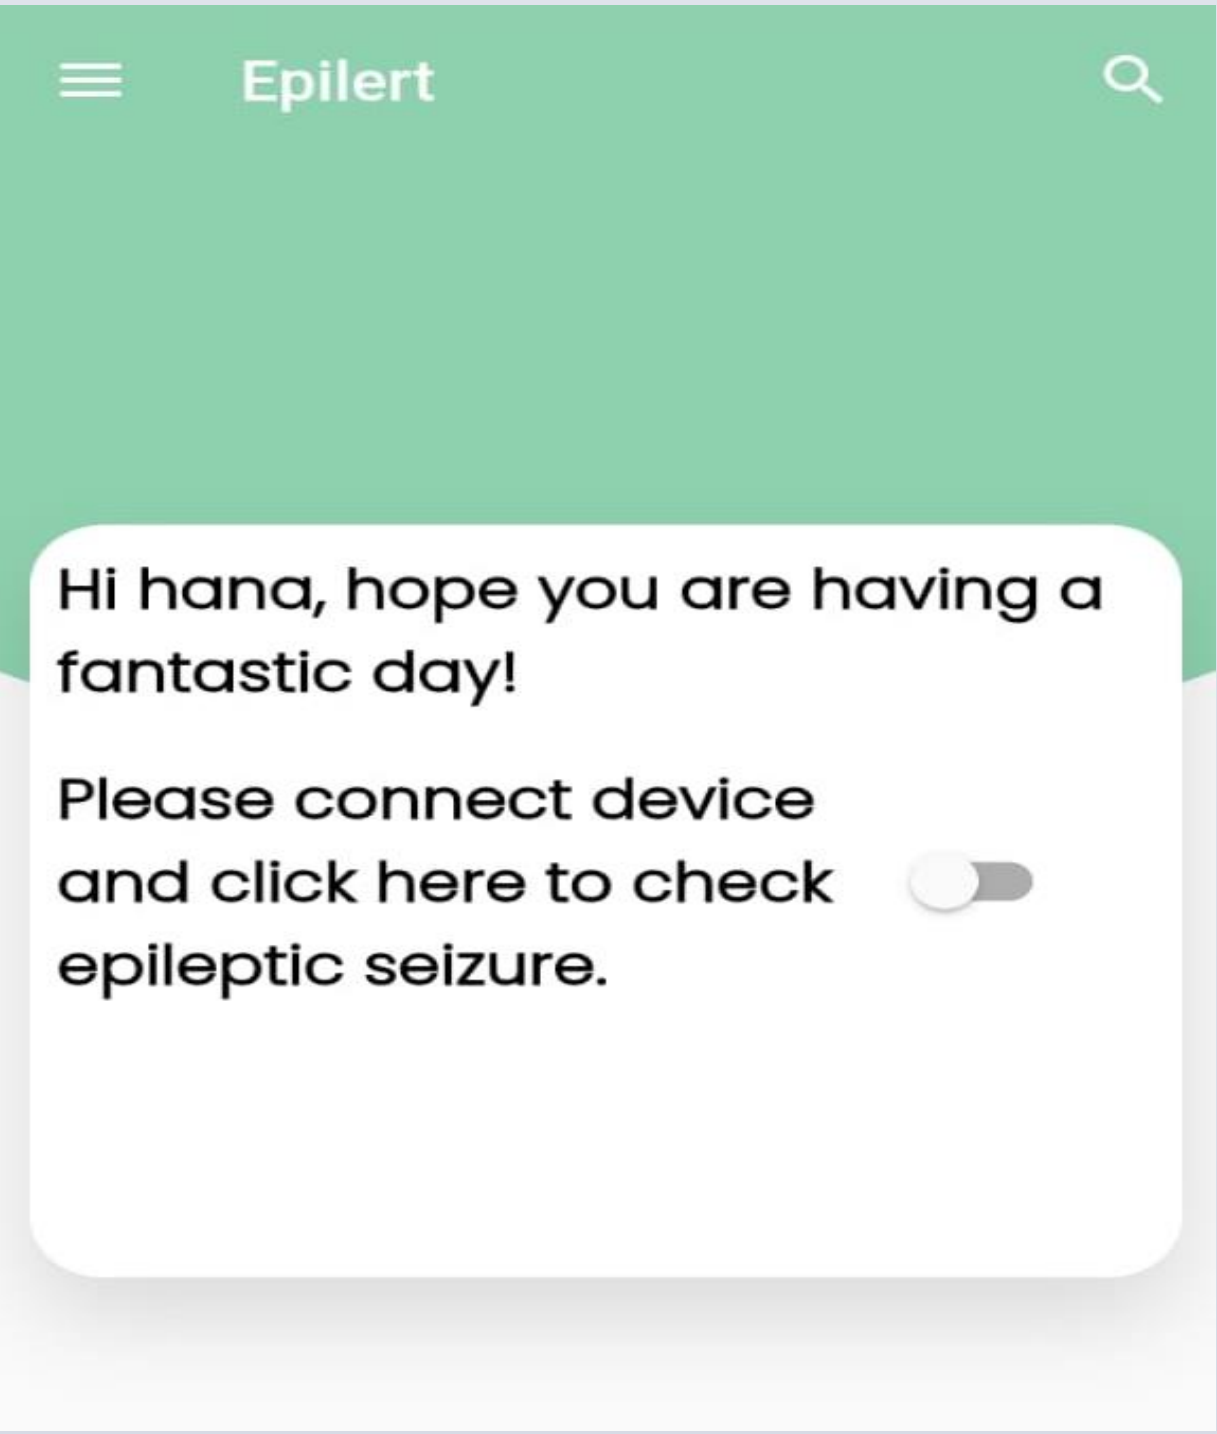 Epilert
Hi hana, hope you are having a
fantastic day!
Please connect device
and click here to check
epileptic seizure.